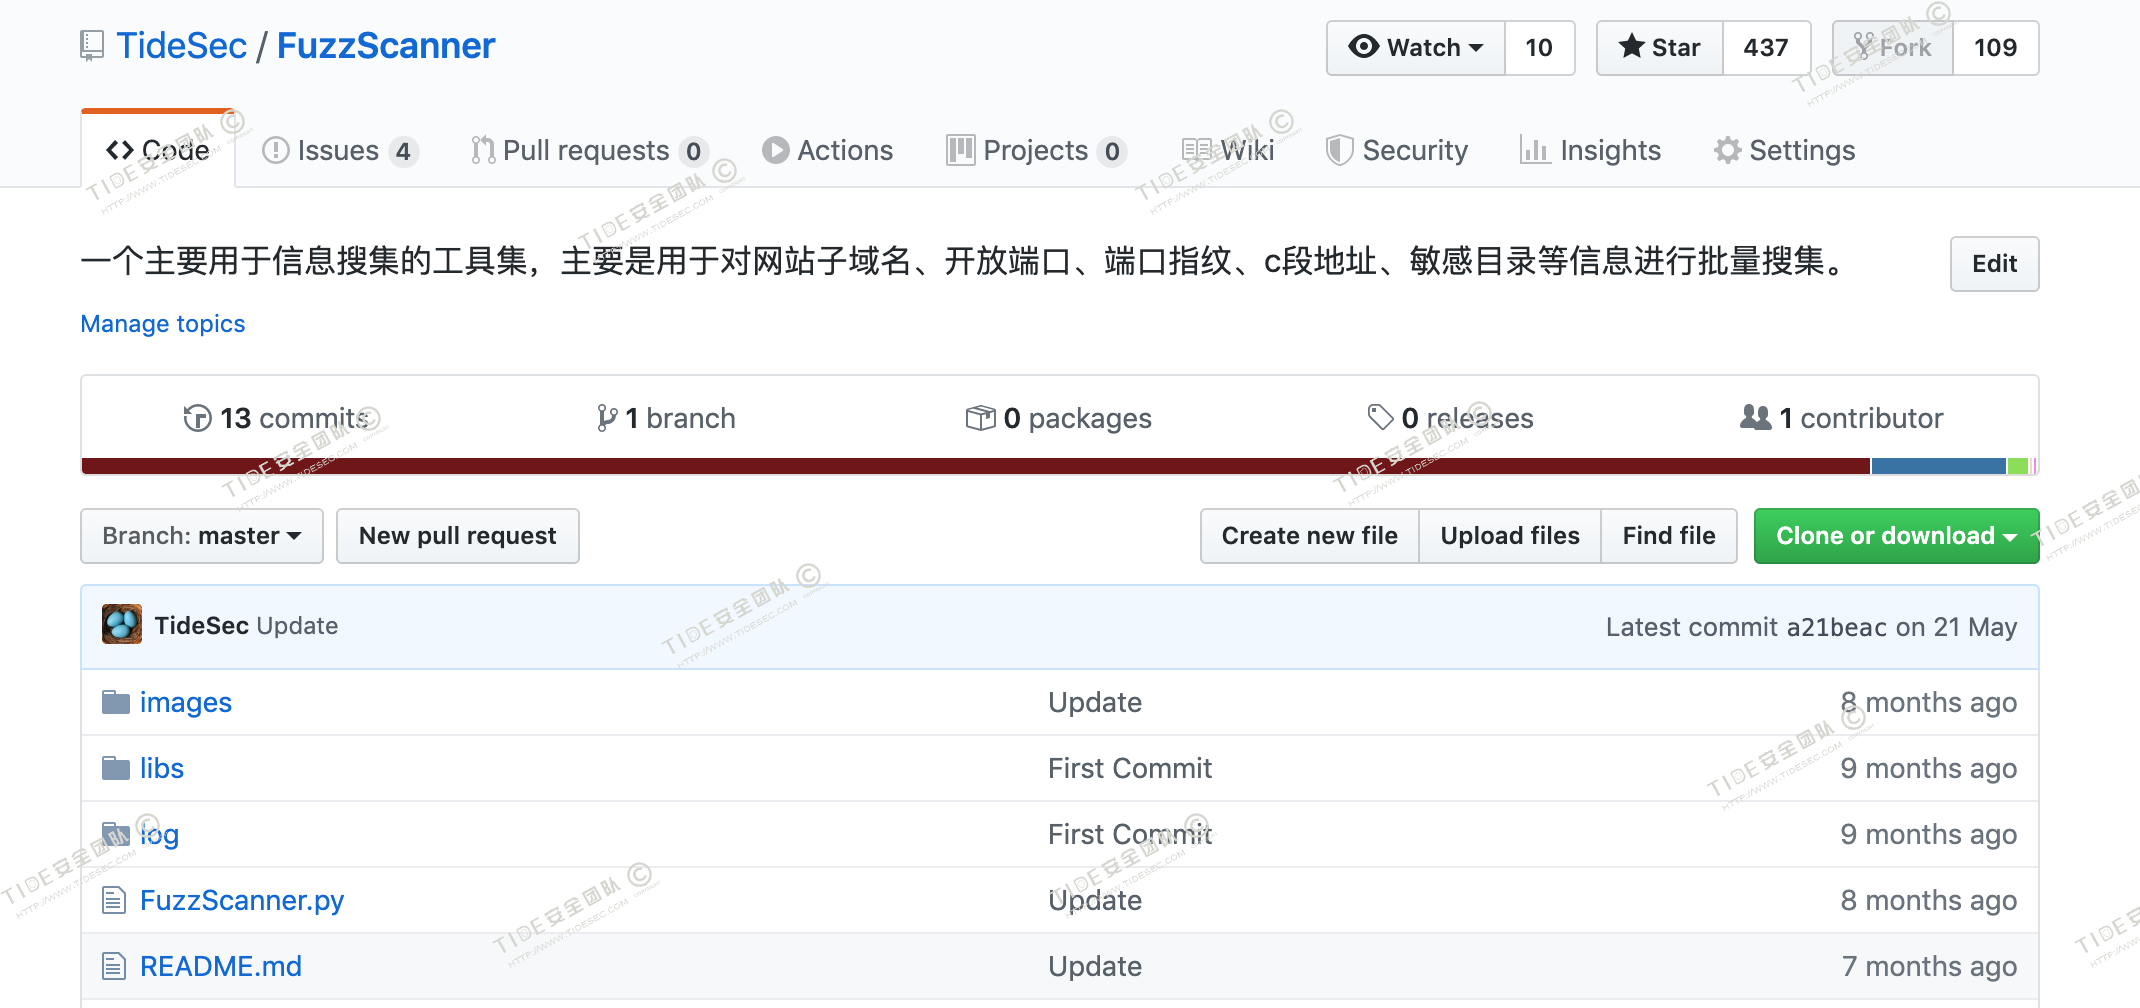 TideSec / FuzzScanner
Watch 10 Star 437 Fork 109
Code Issues 4 Pull requests 0 Actions Projects 0 Wiki Security Insights Settings
一个主要用于信息搜集的工具集，主要是用于对网站子域名、开放端口、端口指纹、c段地址、敏感目录等信息进行批量搜集。
Edit
Manage topics
13 commits 1 branch 0 packages 0 releases 1 contributor
Branch: master New pull request Create new file Upload files Find file Clone or download
TideSec Update Latest commit a21beac on 21 May
images Update 8 months ago
libs First Commit 9 months ago
log First Commit 9 months ago
FuzzScanner.py Update 8 months ago
README.md Update 7 months ago
TIDE安全团队 ©
HTTP://WWW.TIDESEC.COM